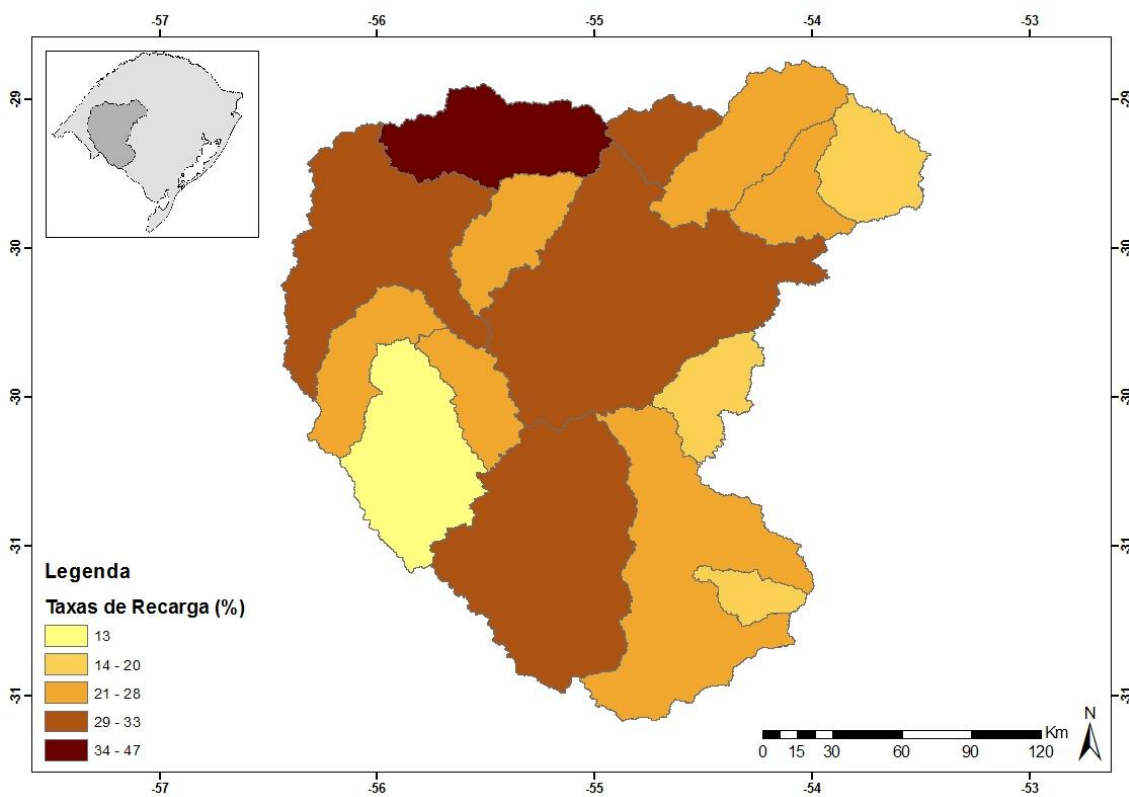 -57 -56 -55 -54 -53
-29 -29
-30 -30
-30 -30
-31 -31
-31 -31
Legenda
Taxas de Recarga (%)
13
14 - 20
21 - 28
29 - 33
34 - 47
N
Km
0 15 30 60 90 120
-57 -56 -55 -54 -53